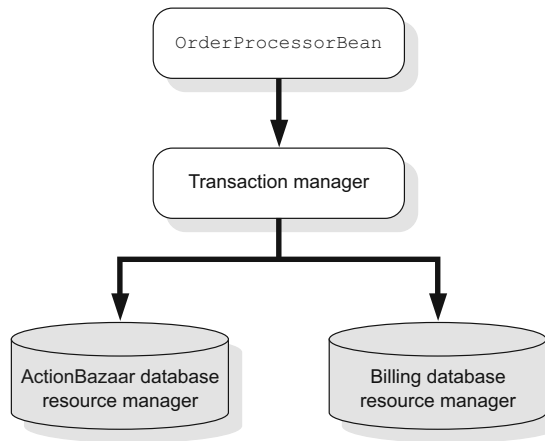 OrderProcessorBean
Transaction manager
ActionBazaar database
resource manager
Billing database
resource manager